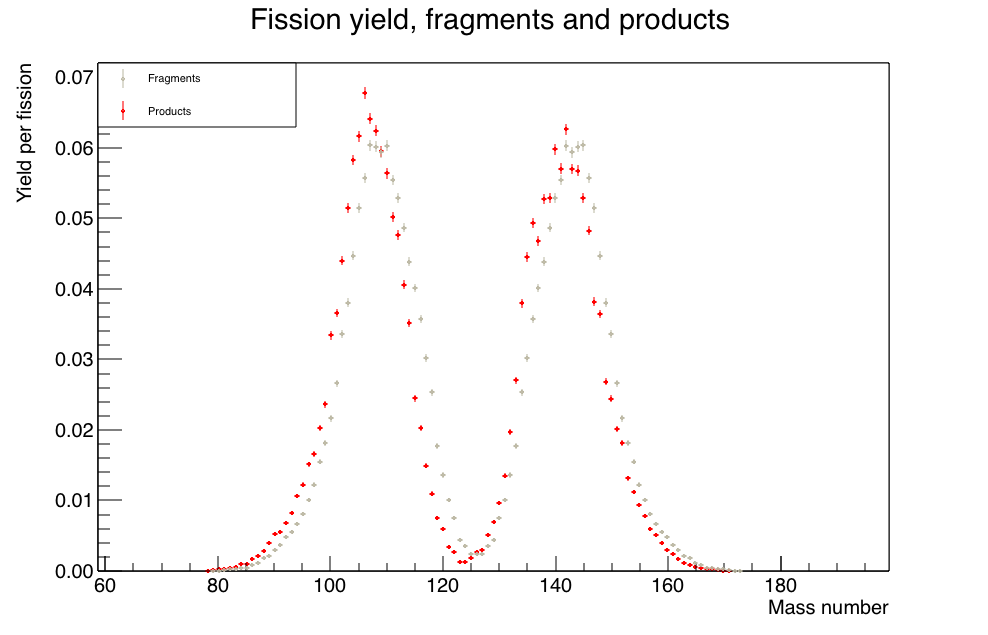 Fission yield, fragments and products
Yield per fission
0.07
0.06
0.05
0.04
0.03
0.02
0.01
0.00
Fragments
Products
60 80 100 120 140 160 180
Mass number